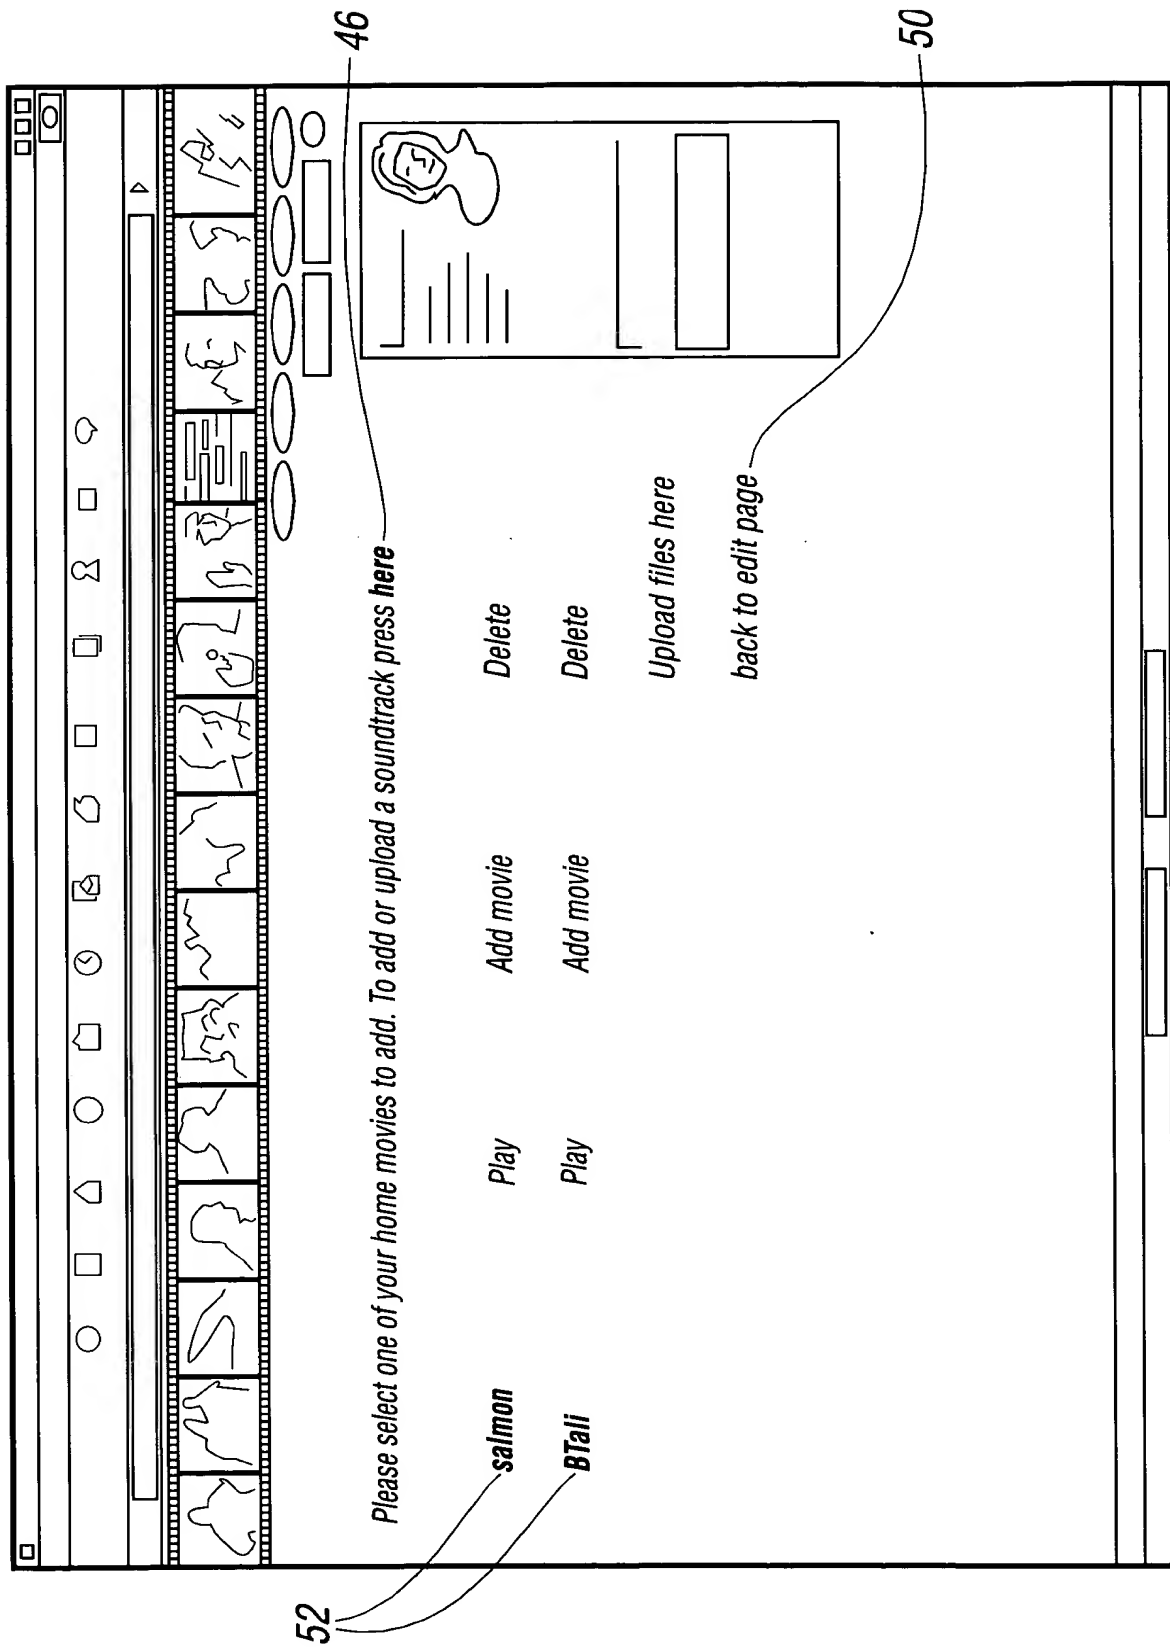 46
Please select one of your home movies to add. To add or upload a soundtrack press here
52
salmon Play Add movie Delete
BTali Play Add movie Delete
Upload files here
back to edit page
50